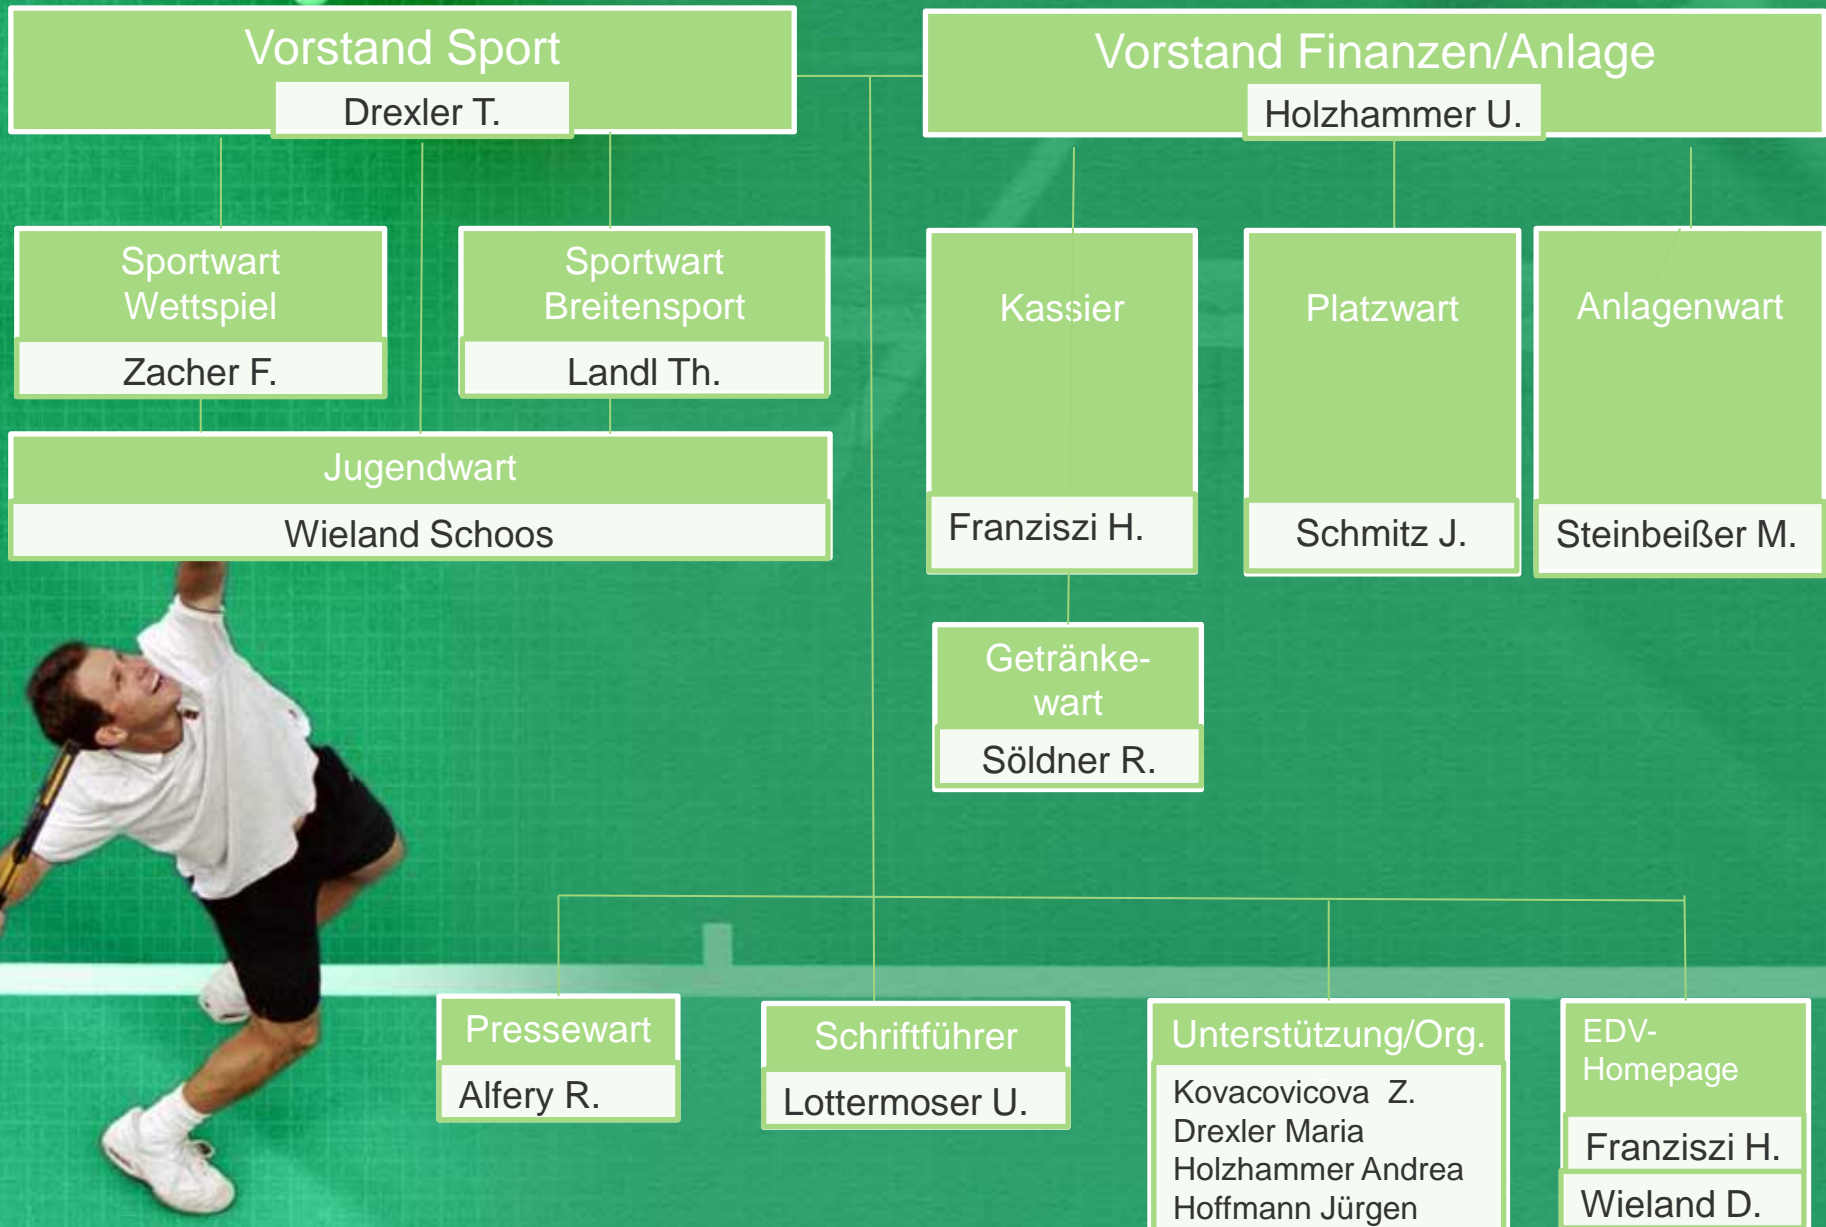 Vorstand Sport
Drexler T.
Vorstand Finanzen/Anlage
Holzhammer U.
Sportwart
Wettspiel
Zacher F.
Sportwart
Breitensport
Landl Th.
Jugendwart
Wieland Schoos
Kassier
Franziszi H.
Platzwart
Schmitz J.
Anlagenwart
Steinbeißer M.
Getränke-
wart
Söldner R.
Pressewart
Alfery R.
Schriftführer
Lottermoser U.
Unterstützung/Org.
Kovacovicova Z.
Drexler Maria
Holzhammer Andrea
Hoffmann Jürgen
EDV-
Homepage
Franziszi H.
Wieland D.